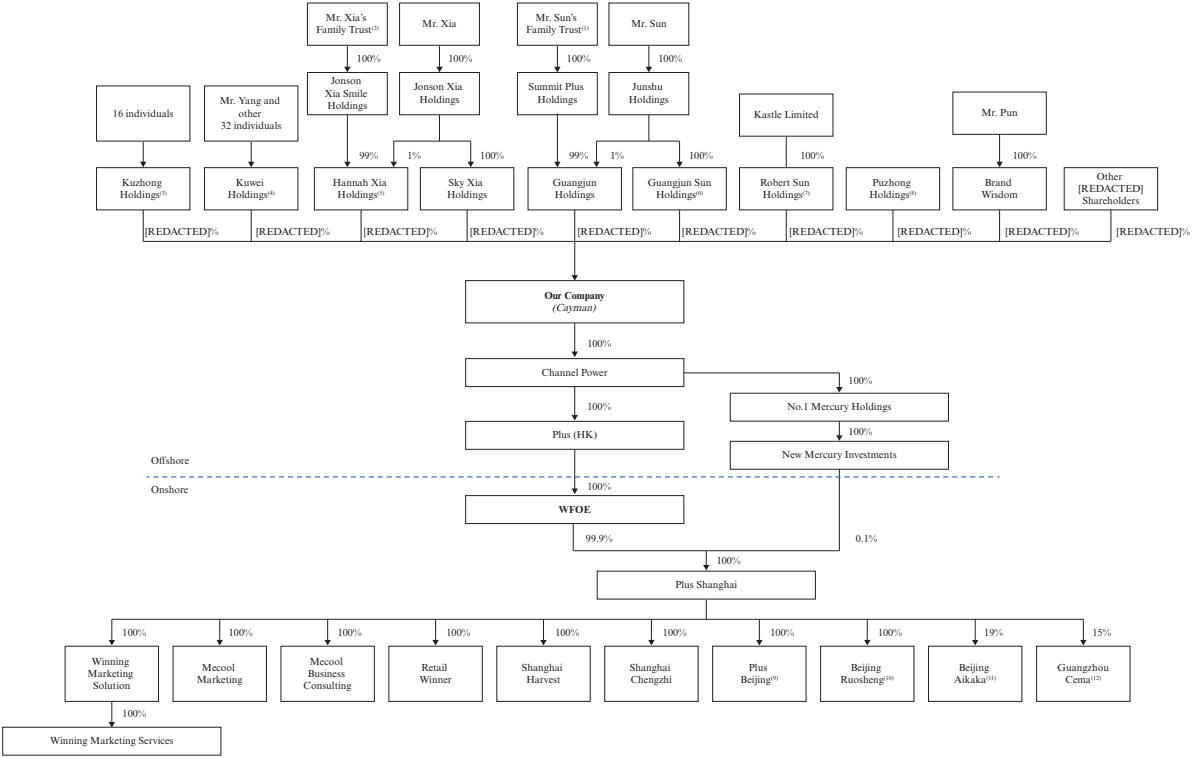 Mr. Xia's
Family Trust(2)
Mr. Xia
Mr. Sun's
Family Trust(1)
Mr. Sun
100%
100%
100%
100%
16 individuals
Mr. Yang and
other
32 individuals
Jonson
Xia Smile
Holdings
Jonson Xia
Holdings
Summit Plus
Holdings
Junshu
Holdings
Kastle Limited
Mr. Pun
99%
1%
100%
99%
1%
100%
100%
100%
Kuzhong
Holdings(3)
Kuwei
Holdings(4)
Hannah Xia
Holdings(5)
Sky Xia
Holdings
Guangjun
Holdings
Guangjun Sun
Holdings(6)
Robert Sun
Holdings(7)
Puzhong
Holdings(8)
Brand
Wisdom
Other
[REDACTED]
Shareholders
[REDACTED]%
[REDACTED]%
[REDACTED]%
[REDACTED]%
[REDACTED]%
[REDACTED]%
[REDACTED]%
[REDACTED]%
[REDACTED]%
[REDACTED]%
Our Company
(Cayman)
100%
Channel Power
100%
100%
No.1 Mercury Holdings
Plus (HK)
100%
New Mercury Investments
Offshore
Onshore
100%
WFOE
99.9%
0.1%
100%
Plus Shanghai
100%
100%
100%
100%
100%
100%
100%
100%
19%
15%
Winning
Marketing
Solution
Mecool
Marketing
Mecool
Business
Consulting
Retail
Winner
Shanghai
Harvest
Shanghai
Chengzhi
Plus
Beijing(9)
Beijing
Ruosheng(10)
Beijing
Aikaka(11)
Guangzhou
Cema(12)
100%
Winning Marketing Services